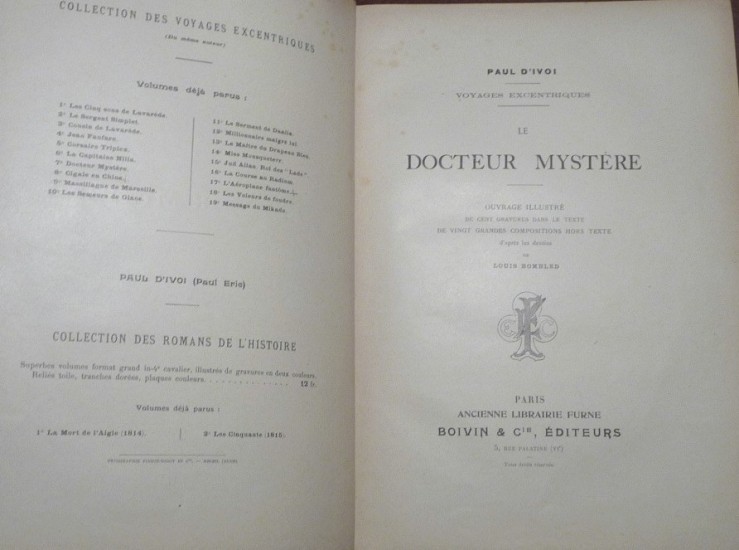 COLLECTION DES VOYAGES EXCENTRIQUES
(Du même auteur)
Volumes déjà parus :
1° Les Cinq sous de Lavarède.
2° Le Sergent Simplet.
3° Cousin de Lavarède.
4° Jean Fanfare.
5° Corsaire Triplex.
6° La Capitaine Nilia.
7° Docteur Mystère.
8° Cigale en Chine.
9° Massiliague de Marseille
10° Les Semeurs de Glace.
11° Le Serment de Daalia.
12° Millionnaire malgré lui
13° Le Maître du Drapeau Bleu.
14° Miss Mousqueterr.
15° Jud Allan. Roi des "Lads"
16° La Course au Radium.
17° L'Aéroplane fantôme.
18° Les Voleurs de foudre.
19° Message du Mikado.
PAUL D'IVOI (Paul Eric)
COLLECTION DES ROMANS DE L'HISTOIRE
Superbes volumes format grand in-4° cavalier, illustrés de gravures en deux couleurs.
Reliés toile, tranches dorées, plaques couleurs. . . . . . . . . . . . . 12 fr.
Volumes déjà parus :
1° La Mort de l'Aigle (1814).
2° Les Cinquante (1815).
PAUL D'IVOI
VOYAGES EXCENTRIQUES
LE
DOCTEUR MYSTÈRE
OUVRAGE ILLUSTRÉ
DE CENT GRAVURES DANS LE TEXTE
DE VINGT GRANDES COMPOSITIONS HORS TEXTE
d'après les dessins
DE
LOUIS BOMBLED
PARIS
ANCIENNE LIBRAIRIE FURNE
BOIVIN & Cie, ÉDITEURS
5, RUE PALATINE (VIe)
Tous droits réservés.